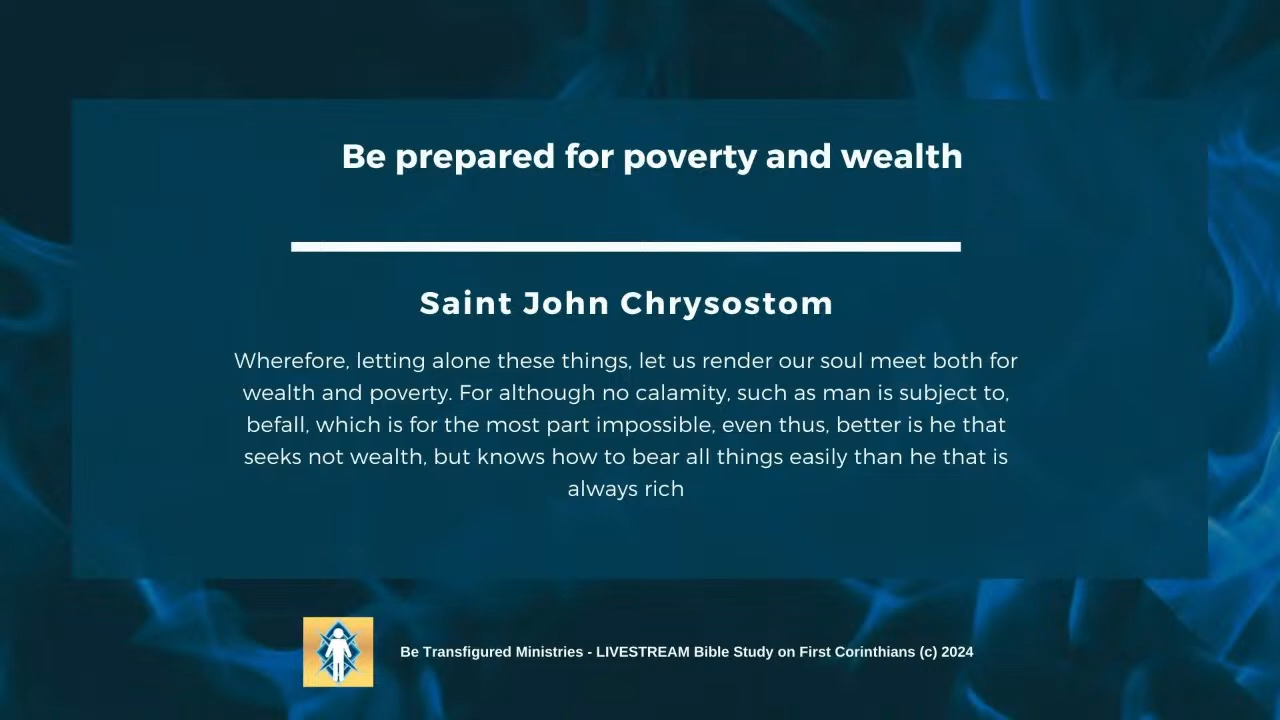 Be prepared for poverty and wealth
Saint John Chrysostom
Wherefore, letting alone these things, let us render our soul meet both for
wealth and poverty. For although no calamity, such as man is subject to,
befall, which is for the most part impossible, even thus, better is he that
seeks not wealth, but knows how to bear all things easily than he that is
always rich
Be Transfigured Ministries - LIVESTREAM Bible Study on First Corinthians (c) 2024